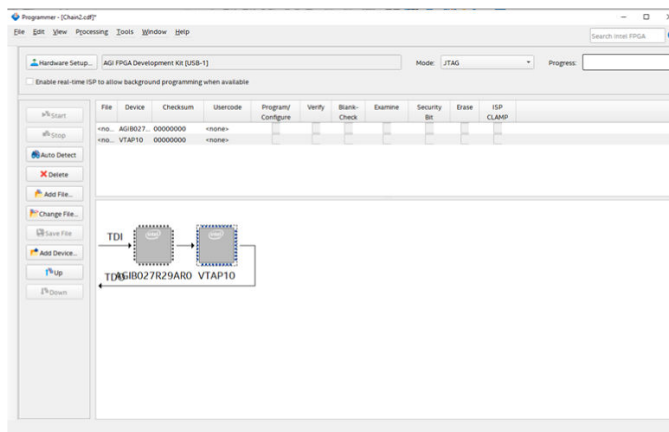 Programmer - [Chain2.cdf]*
File Edit View Processing Tools Window Help
Search Intel FPGA
Hardware Setup... AGI FPGA Development Kit [USB-1] Mode: JTAG Progress:
Enable real-time ISP to allow background programming when available
Start
Stop
Auto Detect
Delete
Add File...
Change File...
Save File
Add Device...
Up
Down
File Device Checksum Usercode Program/ Configure Verify Blank- Check Examine Security Bit Erase ISP CLAMP
<no... AGIB027... 00000000 <none>
<no... VTAP10 00000000 <none>
TDI
intel intel
TDO AGIB027R29AR0 VTAP10